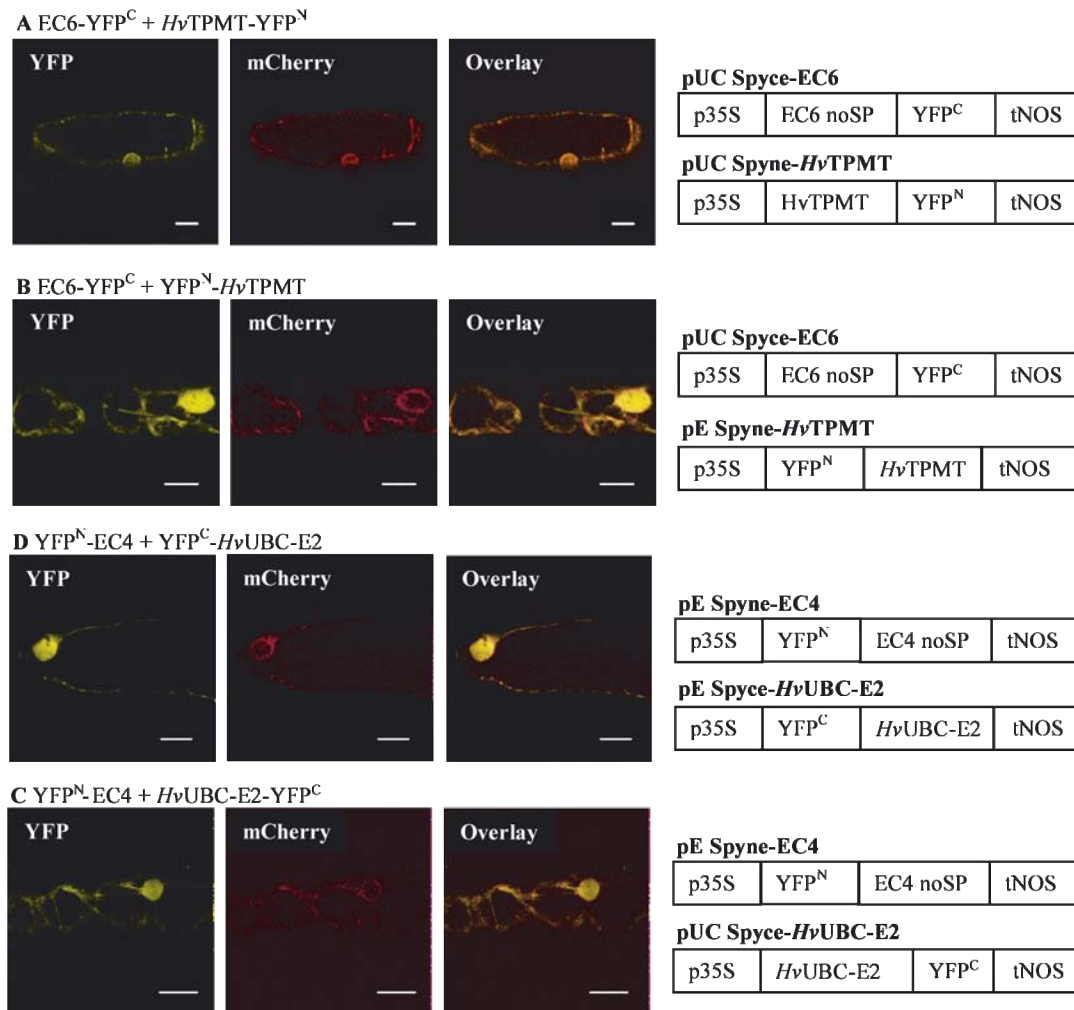 A EC6-YFP^C + HvTPMT-YFP^N
YFP mCherry Overlay
pUC Spyce-EC6
p35S EC6 noSP YFP^C tNOS
pUC Spyne-HvTPMT
p35S HvTPMT YFP^N tNOS
B EC6-YFP^C + YFP^N-HvTPMT
YFP mCherry Overlay
pUC Spyce-EC6
p35S EC6 noSP YFP^C tNOS
pE Spyne-HvTPMT
p35S YFP^N HvTPMT tNOS
D YFP^N-EC4 + YFP^C-HvUBC-E2
YFP mCherry Overlay
pE Spyne-EC4
p35S YFP^N EC4 noSP tNOS
pE Spyce-HvUBC-E2
p35S YFP^C HvUBC-E2 tNOS
C YFP^N-EC4 + HvUBC-E2-YFP^C
YFP mCherry Overlay
pE Spyne-EC4
p35S YFP^N EC4 noSP tNOS
pUC Spyce-HvUBC-E2
p35S HvUBC-E2 YFP^C tNOS